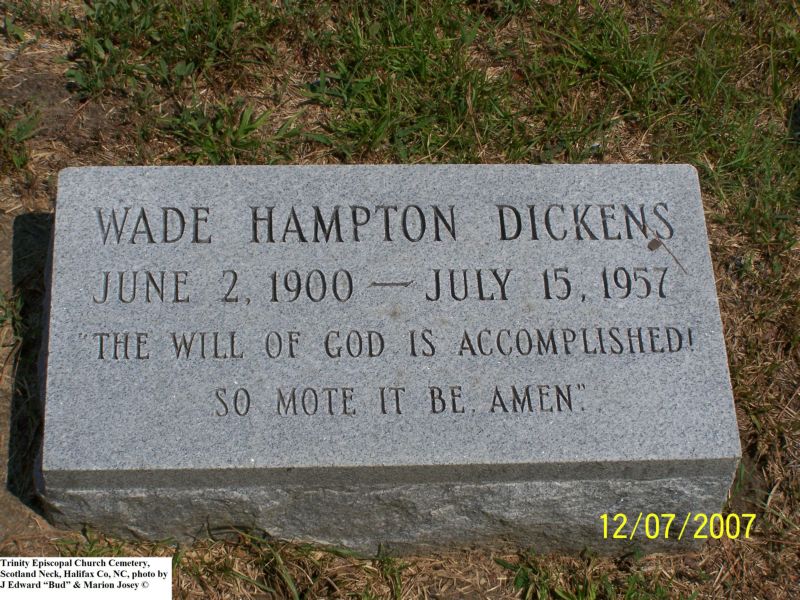 WADE HAMPTON DICKENS
JUNE 2, 1900 — JULY 15, 1957
"THE WILL OF GOD IS ACCOMPLISHED!
SO MOTE IT BE. AMEN."
12/07/2007
Trinity Episcopal Church Cemetery,
Scotland Neck, Halifax Co, NC, photo by
J Edward “Bud” & Marion Josey ©